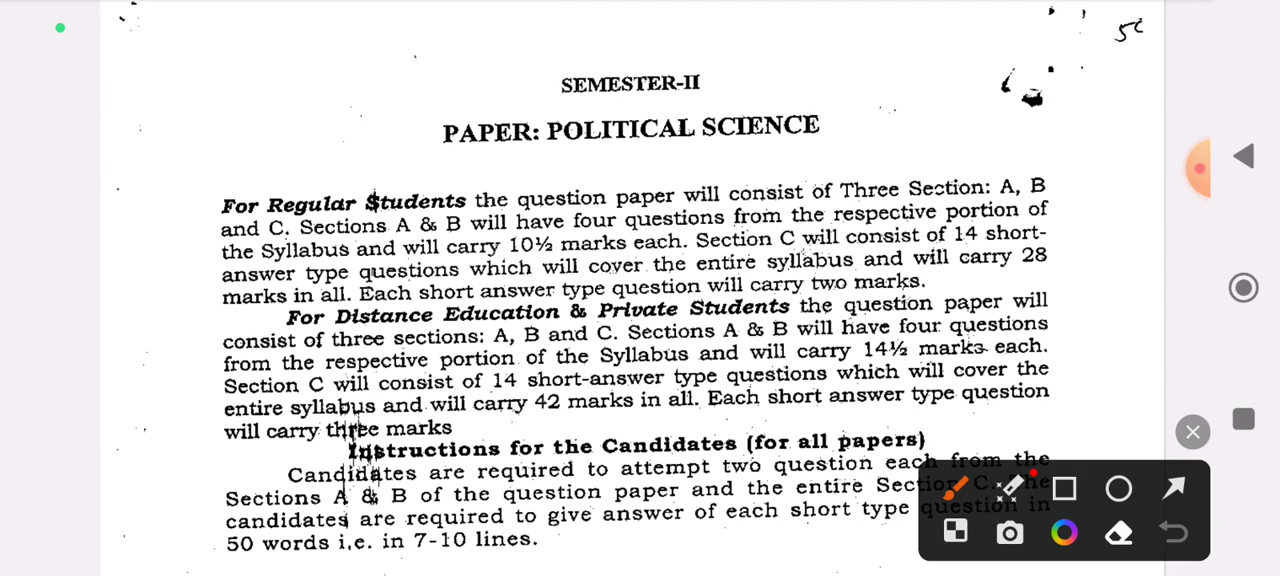 5
SEMESTER-II
PAPER: POLITICAL SCIENCE
For Regular Students the question paper will consist of Three Section: A, B
and C. Sections A & B will have four questions from the respective portion of
the Syllabus and will carry 10½ marks each. Section C will consist of 14 short-
answer type questions which will cover the entire syllabus and will carry 28
marks in all. Each short answer type question will carry two marks.
For Distance Education & Private Students the question paper will
consist of three sections: A, B and C. Sections A & B will have four questions
from the respective portion of the Syllabus and will carry 14½ marks each.
Section C will consist of 14 short-answer type questions which will cover the
entire syllabus and will carry 42 marks in all. Each short answer type question
will carry three marks
Instructions for the Candidates (for all papers)
Candidates are required to attempt two question each from the
Sections A & B of the question paper and the entire Section C. The
candidates are required to give answer of each short type question in
50 words i.e. in 7-10 lines.